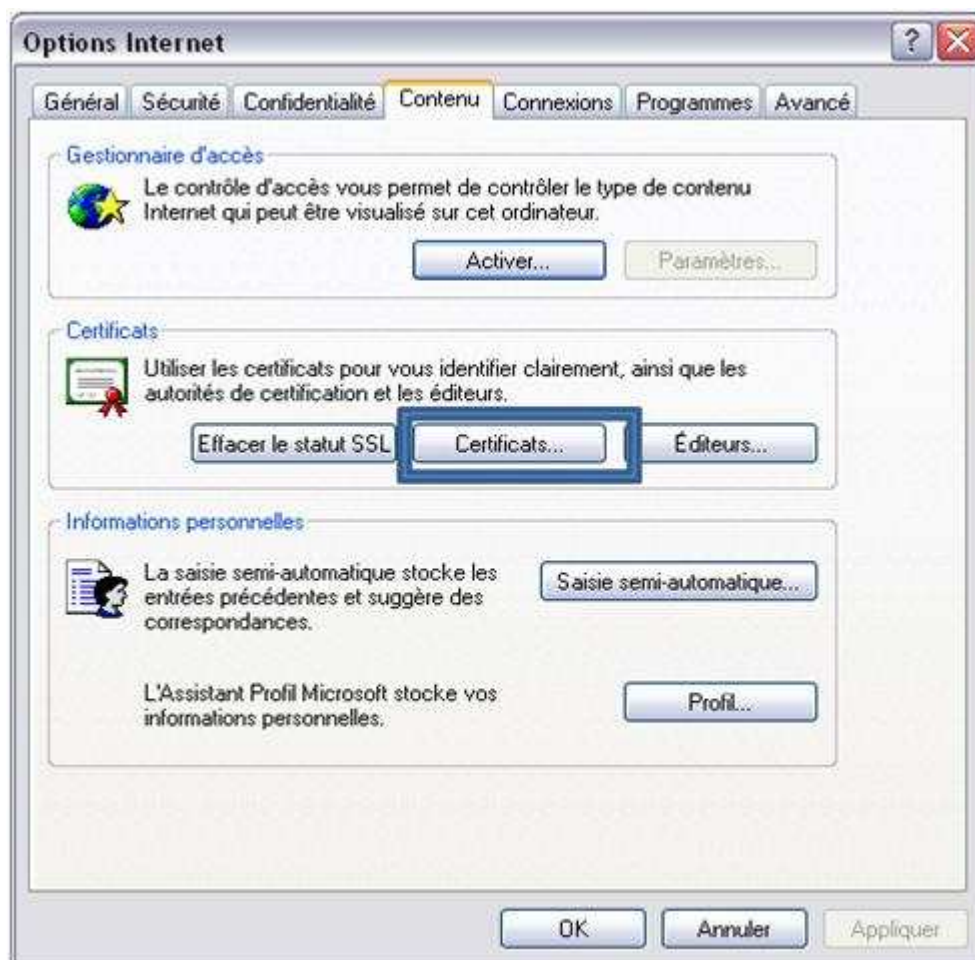 Options Internet
Général Sécurité Confidentialité Contenu Connexions Programmes Avancé
Gestionnaire d'accès
Le contrôle d'accès vous permet de contrôler le type de contenu
Internet qui peut être visualisé sur cet ordinateur.
Activer... Paramètres...
Certificats
Utiliser les certificats pour vous identifier clairement, ainsi que les
autorités de certification et les éditeurs.
Effacer le statut SSL Certificats... Éditeurs...
Informations personnelles
La saisie semi-automatique stocke les
entrées précédentes et suggère des
correspondances.
Saisie semi-automatique...
L'Assistant Profil Microsoft stocke vos
informations personnelles.
Profil...
OK Annuler Appliquer